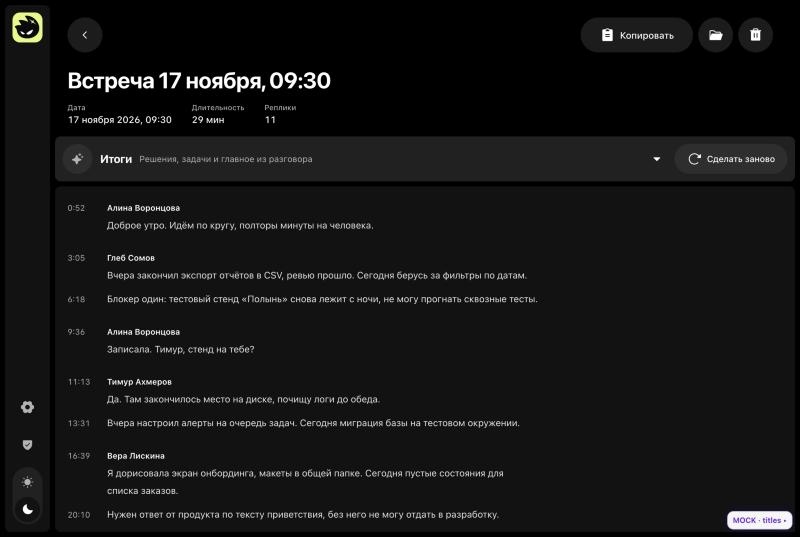 Копировать
Встреча 17 ноября, 09:30
Дата Длительность Реплики
17 ноября 2026, 09:30 29 мин 11
Итоги Решения, задачи и главное из разговора Сделать заново
0:52 Алина Воронцова
Доброе утро. Идём по кругу, полторы минуты на человека.
3:05 Глеб Сомов
Вчера закончил экспорт отчётов в CSV, ревью прошло. Сегодня берусь за фильтры по датам.
6:18 Блокер один: тестовый стенд «Полынь» снова лежит с ночи, не могу прогнать сквозные тесты.
9:36 Алина Воронцова
Записала. Тимур, стенд на тебе?
11:13 Тимур Ахмеров
Да. Там закончилось место на диске, почищу логи до обеда.
13:31 Вчера настроил алерты на очередь задач. Сегодня миграция базы на тестовом окружении.
16:39 Вера Лискина
Я дорисовала экран онбординга, макеты в общей папке. Сегодня пустые состояния для
списка заказов.
20:10 Нужен ответ от продукта по тексту приветствия, без него не могу отдать в разработку.
MOCK · titles •